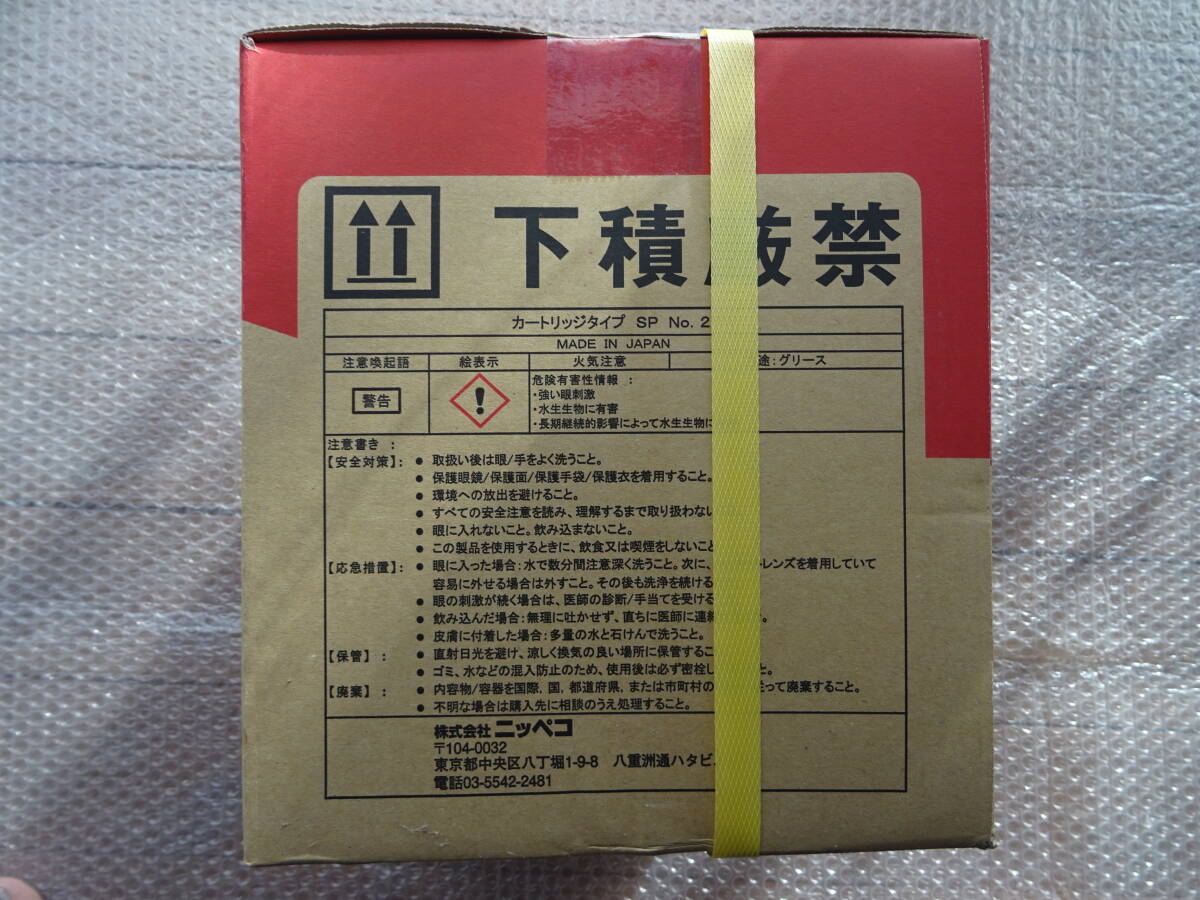 下積厳禁
カートリッジタイプ SP No. 2
MADE IN JAPAN
注意喚起語 絵表示 火気注意 途:グリース
警告
危険有害性情報 :
・強い眼刺激
・水生生物に有害
・長期継続的影響によって水生生物に
注意書き :
【安全対策】: ● 取扱い後は眼/手をよく洗うこと。
● 保護眼鏡/保護面/保護手袋/保護衣を着用すること。
● 環境への放出を避けること。
● すべての安全注意を読み、理解するまで取り扱わない
● 眼に入れないこと。飲み込まないこと。
● この製品を使用するときに、飲食又は喫煙をしないこと
【応急措置】: ● 眼に入った場合:水で数分間注意深く洗うこと。次に、 レンズを着用していて
容易に外せる場合は外すこと。その後も洗浄を続ける
● 眼の刺激が続く場合は、医師の診断/手当てを受ける
● 飲み込んだ場合:無理に吐かせず、直ちに医師に連絡 。
● 皮膚に付着した場合:多量の水と石けんで洗うこと。
【保管】 : ● 直射日光を避け、涼しく換気の良い場所に保管するこ
● ゴミ、水などの混入防止のため、使用後は必ず密栓し と。
【廃棄】 : ● 内容物/容器を国際, 国, 都道府県, または市町村の って廃棄すること。
● 不明な場合は購入先に相談のうえ処理すること。
株式会社 ニッペコ
〒104-0032
東京都中央区八丁堀1-9-8 八重洲通ハタビ
電話03-5542-2481